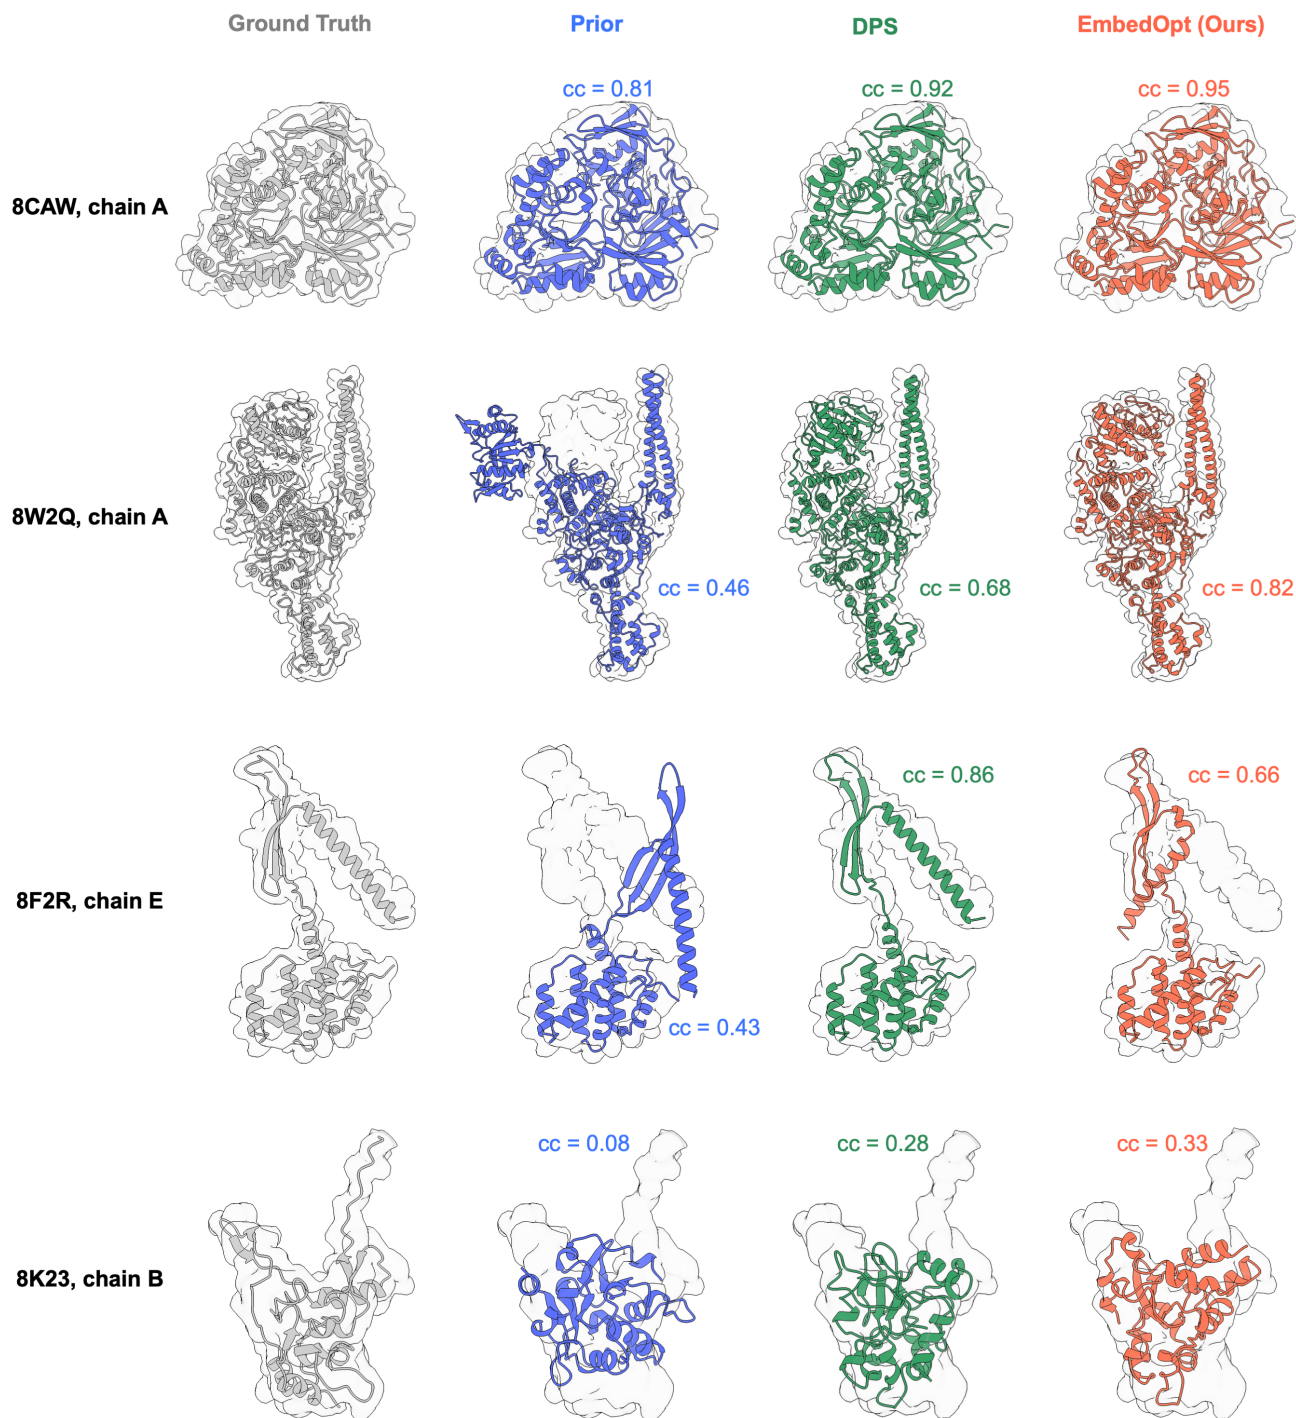 Ground Truth Prior DPS EmbedOpt (Ours)
cc = 0.81 cc = 0.92 cc = 0.95
8CAW, chain A
8W2Q, chain A
cc = 0.46 cc = 0.68 cc = 0.82
cc = 0.86 cc = 0.66
8F2R, chain E
cc = 0.43
cc = 0.08 cc = 0.28 cc = 0.33
8K23, chain B